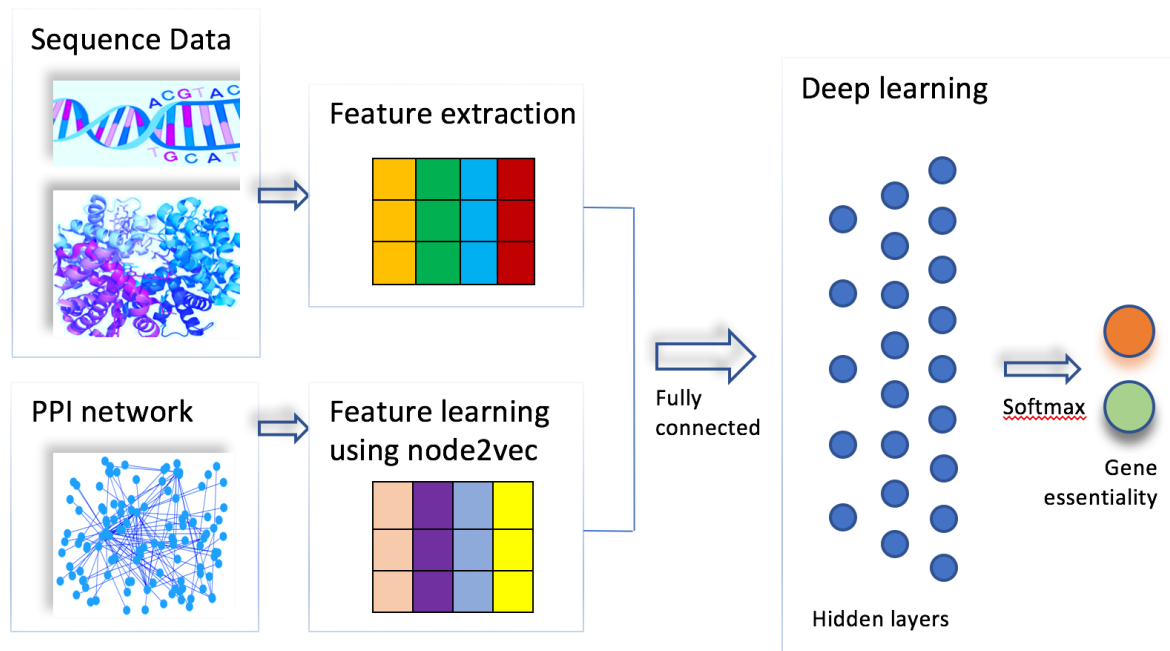 Sequence Data
ACGTAC
TGCAT
Feature extraction
PPI network
Feature learning
using node2vec
Fully
connected
Deep learning
Hidden layers
Softmax
Gene
essentiality